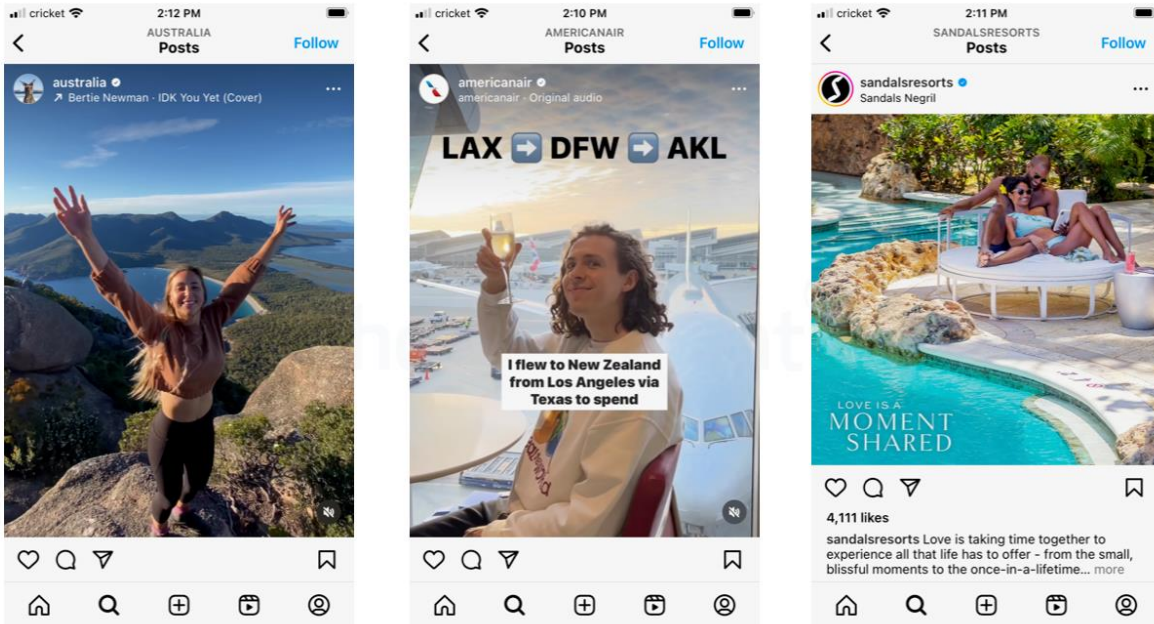 cricket
2:12 PM
AUSTRALIA
Posts
Follow
australia
Bertie Newman · IDK You Yet (Cover)
cricket
2:10 PM
AMERICANAIR
Posts
Follow
americanair
americanair · Original audio
LAX ➡️ DFW ➡️ AKL
I flew to New Zealand
from Los Angeles via
Texas to spend
cricket
2:11 PM
SANDALSRESORTS
Posts
Follow
sandalsresorts
Sandals Negril
LOVE IS A
MOMENT
SHARED
4,111 likes
sandalsresorts Love is taking time together to
experience all that life has to offer - from the small,
blissful moments to the once-in-a-lifetime... more